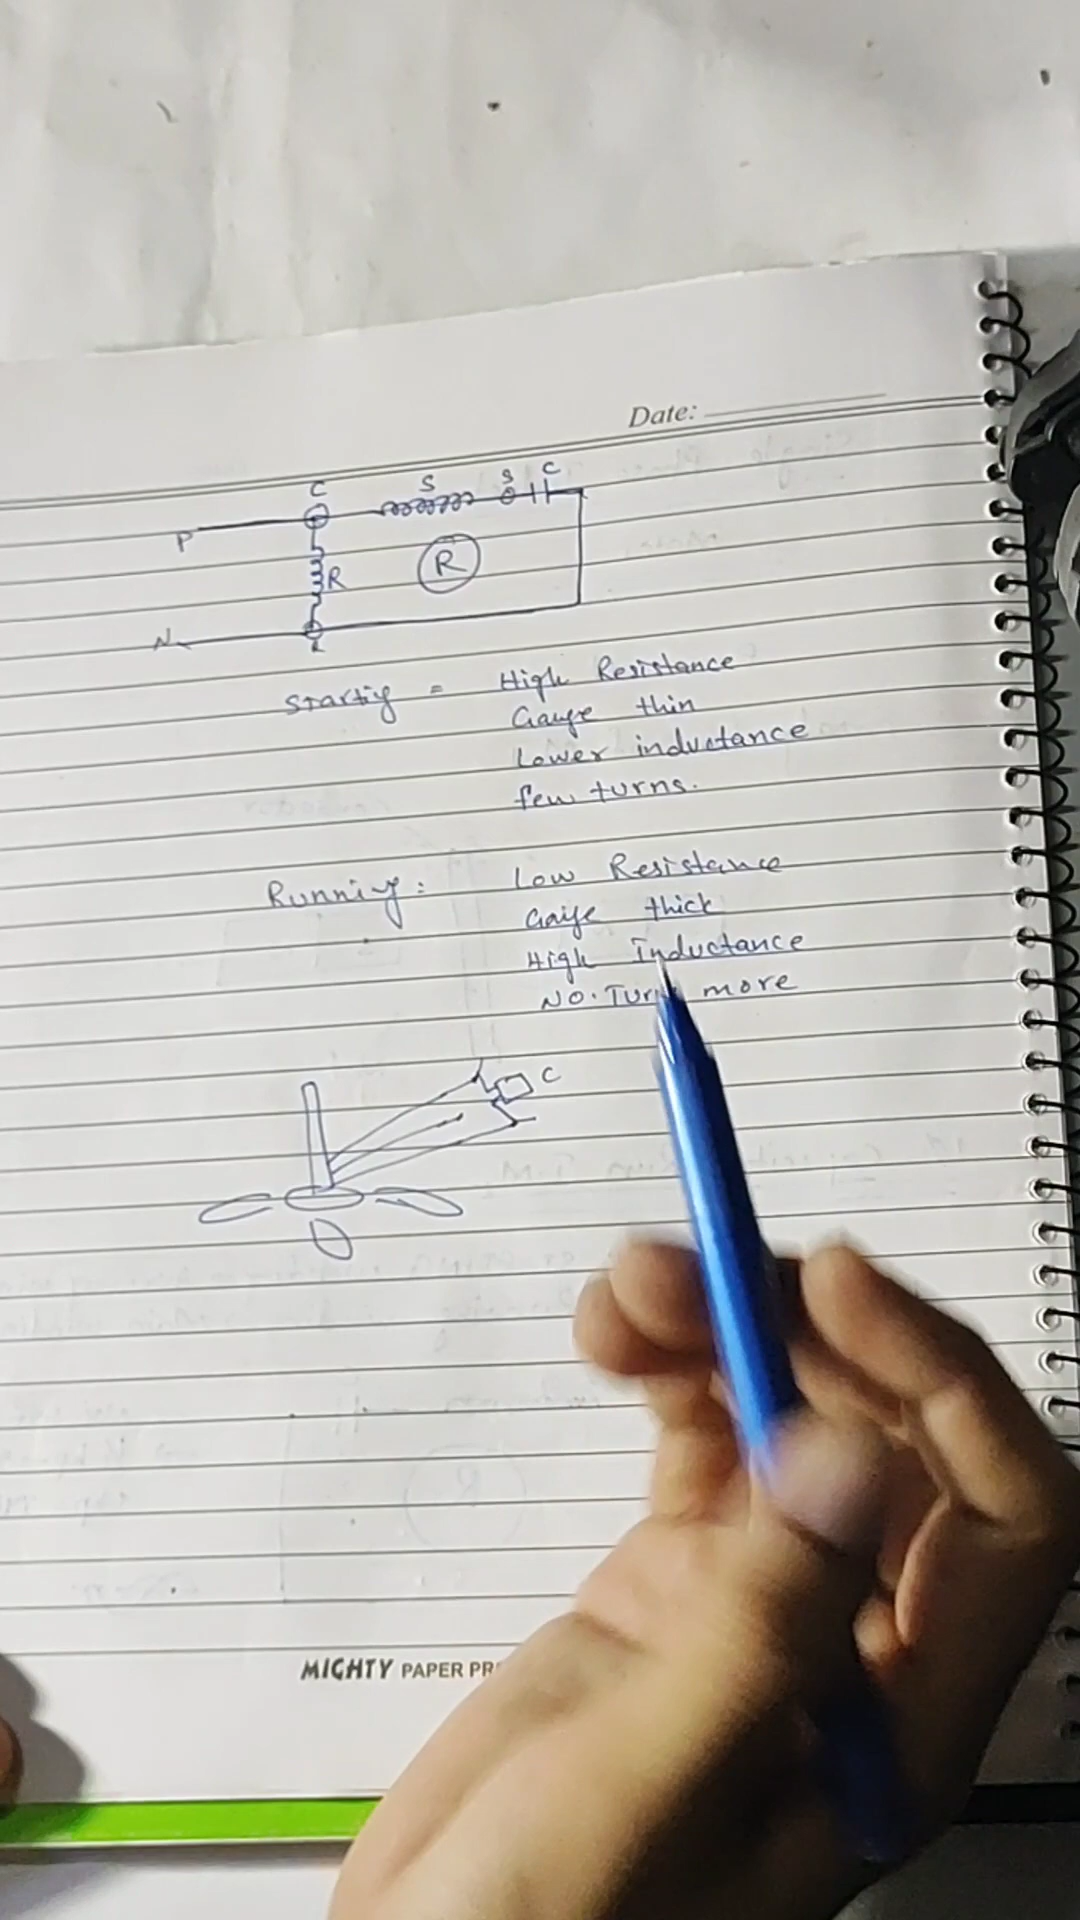 Date:
C S S C
P
R R
N
R
Starting = High Resistance
Gauge thin
Lower inductance
few turns.
Running: Low Resistance
Gauge thick
High Inductance
No. Turn more
C
MIGHTY PAPER PR